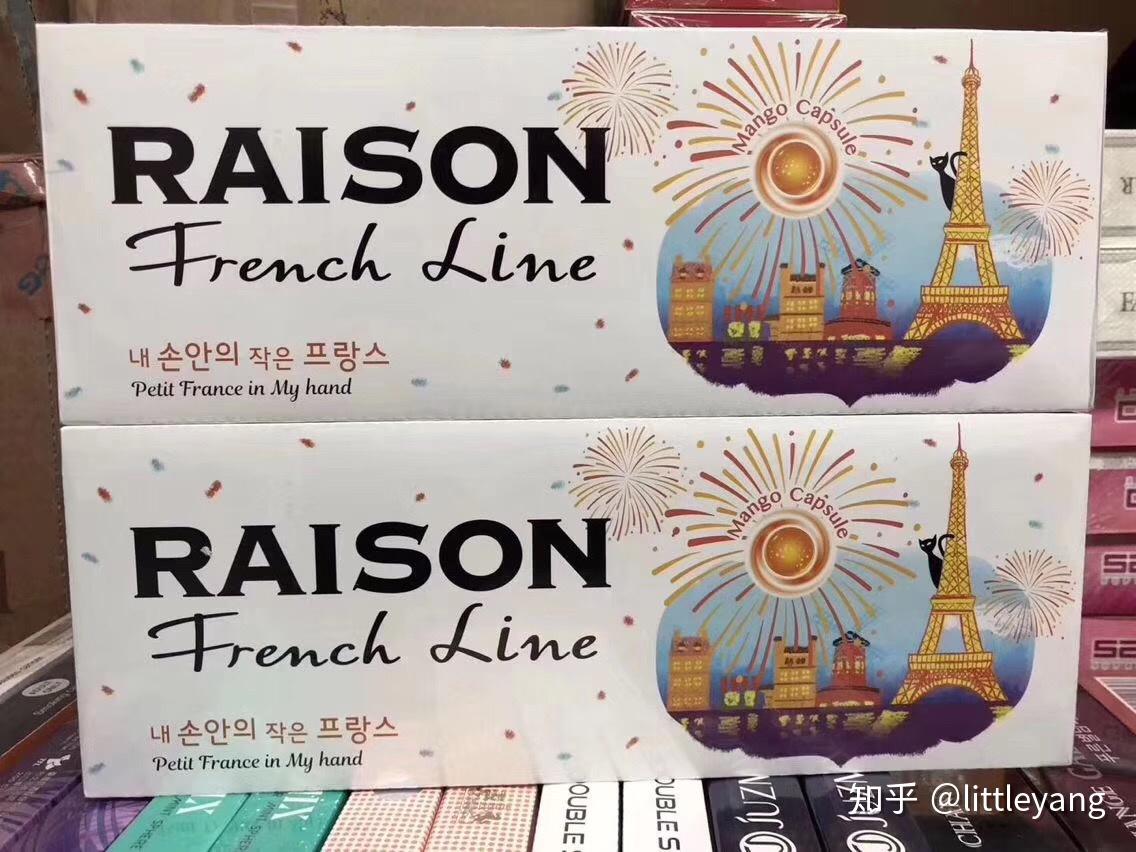 RAISON
French Line
Mango Capsule
내 손안의 작은 프랑스
Petit France in My hand
RAISON
French Line
Mango Capsule
내 손안의 작은 프랑스
Petit France in My hand
DOUBLE S
DOUBLE S
知乎 @littleyang